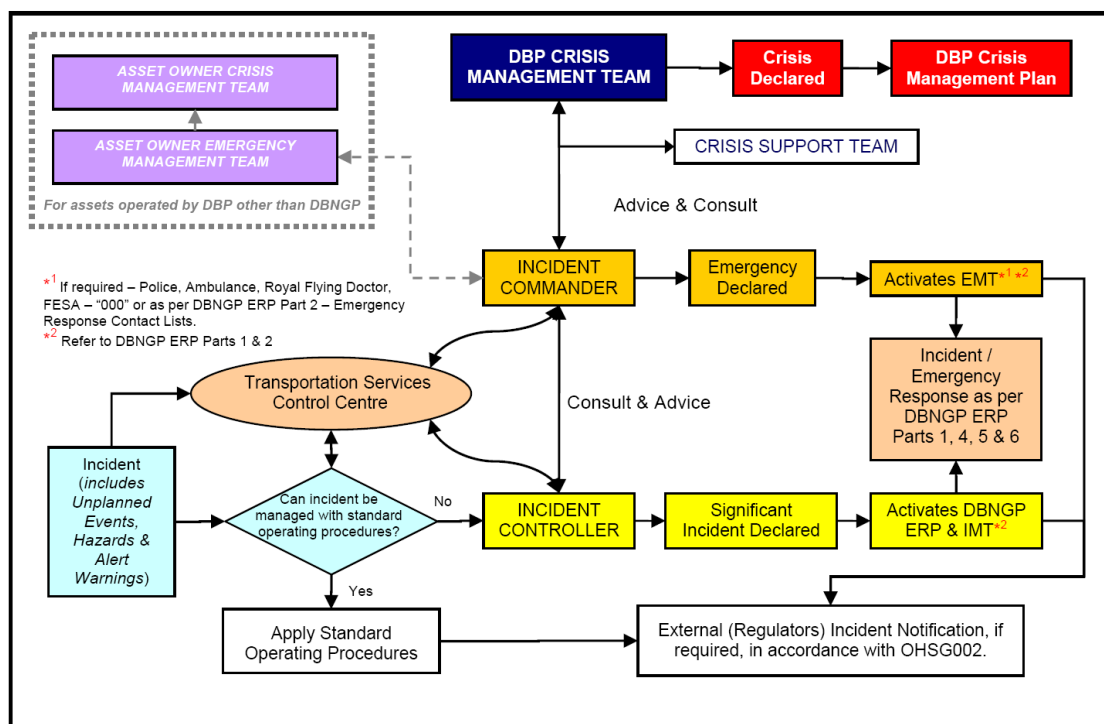 ASSET OWNER CRISIS
MANAGEMENT TEAM
ASSET OWNER EMERGENCY
MANAGEMENT TEAM
For assets operated by DBP other than DBNGP
DBP CRISIS
MANAGEMENT TEAM
Crisis
Declared
DBP Crisis
Management Plan
CRISIS SUPPORT TEAM
Advice & Consult
*1 If required – Police, Ambulance, Royal Flying Doctor,
FESA – “000” or as per DBNGP ERP Part 2 – Emergency
Response Contact Lists.
*2 Refer to DBNGP ERP Parts 1 & 2
INCIDENT
COMMANDER
Emergency
Declared
Activates EMT*1 *2
Transportation Services
Control Centre
Consult & Advice
Incident /
Emergency
Response as per
DBNGP ERP
Parts 1, 4, 5 & 6
Incident
(includes
Unplanned
Events,
Hazards &
Alert
Warnings)
Can incident be
managed with standard
operating procedures?
No
INCIDENT
CONTROLLER
Significant
Incident Declared
Activates DBNGP
ERP & IMT*2
Yes
Apply Standard
Operating Procedures
External (Regulators) Incident Notification, if
required, in accordance with OHSG002.